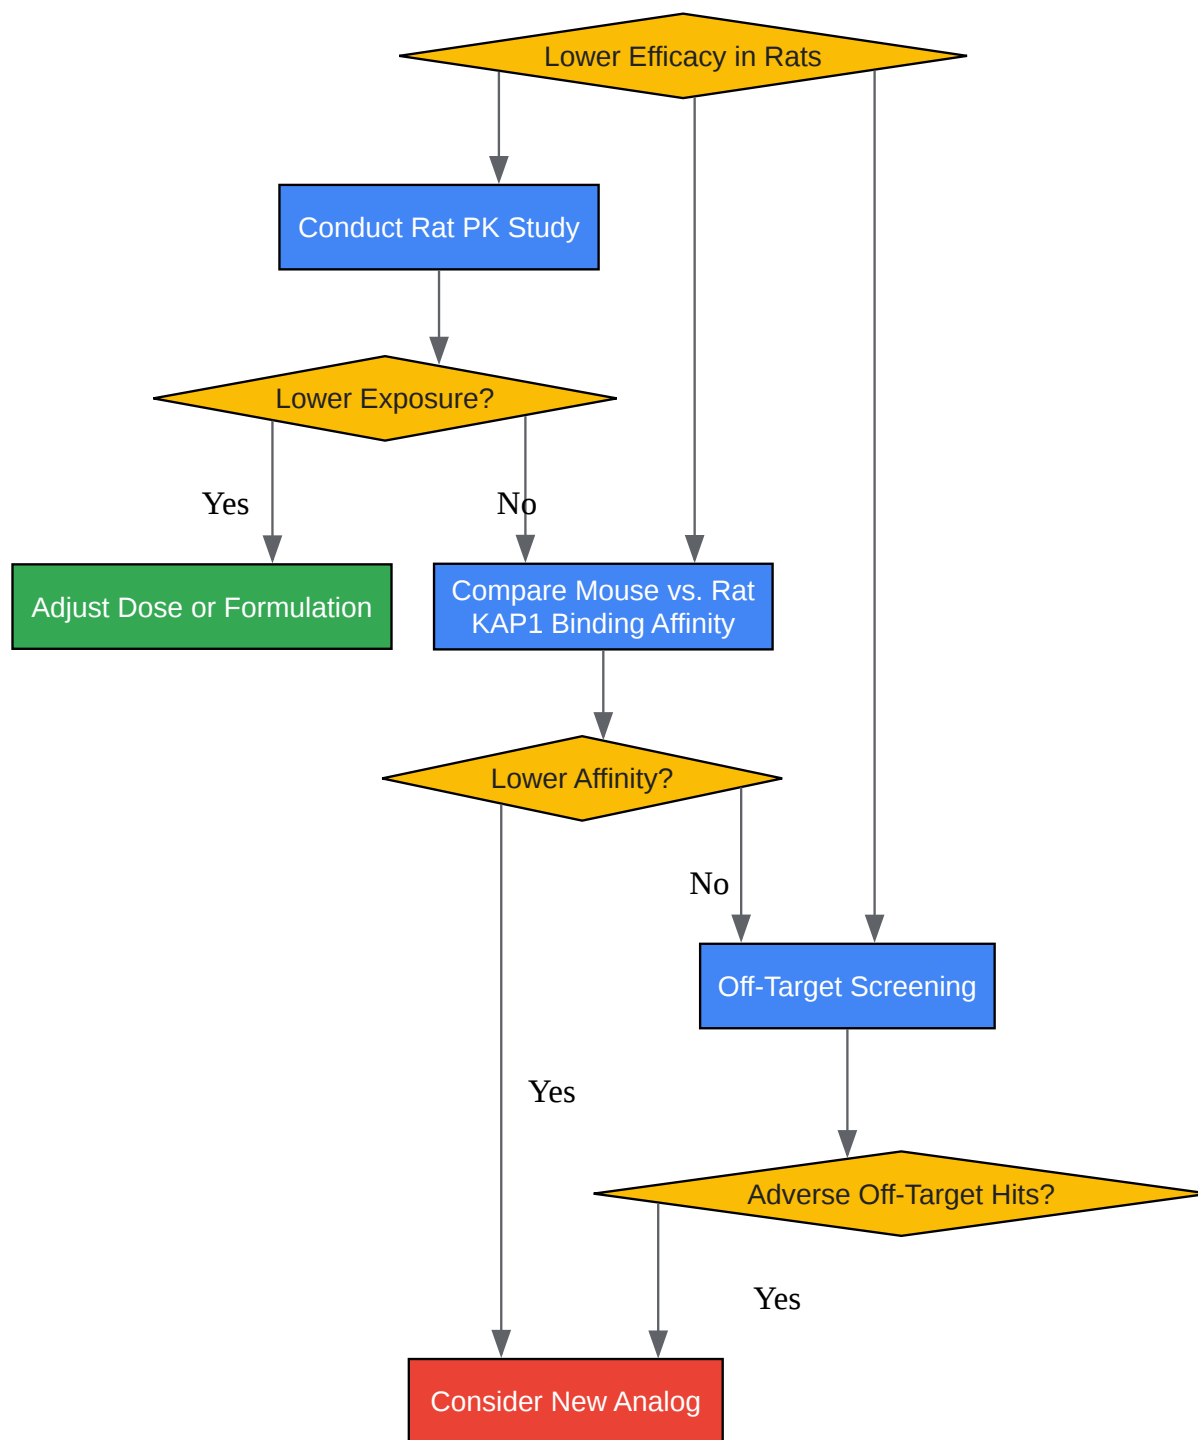 Lower Efficacy in Rats
Conduct Rat PK Study
Lower Exposure?
Yes
No
Adjust Dose or Formulation
Compare Mouse vs. Rat
KAP1 Binding Affinity
Lower Affinity?
No
Off-Target Screening
Yes
Adverse Off-Target Hits?
Yes
Consider New Analog